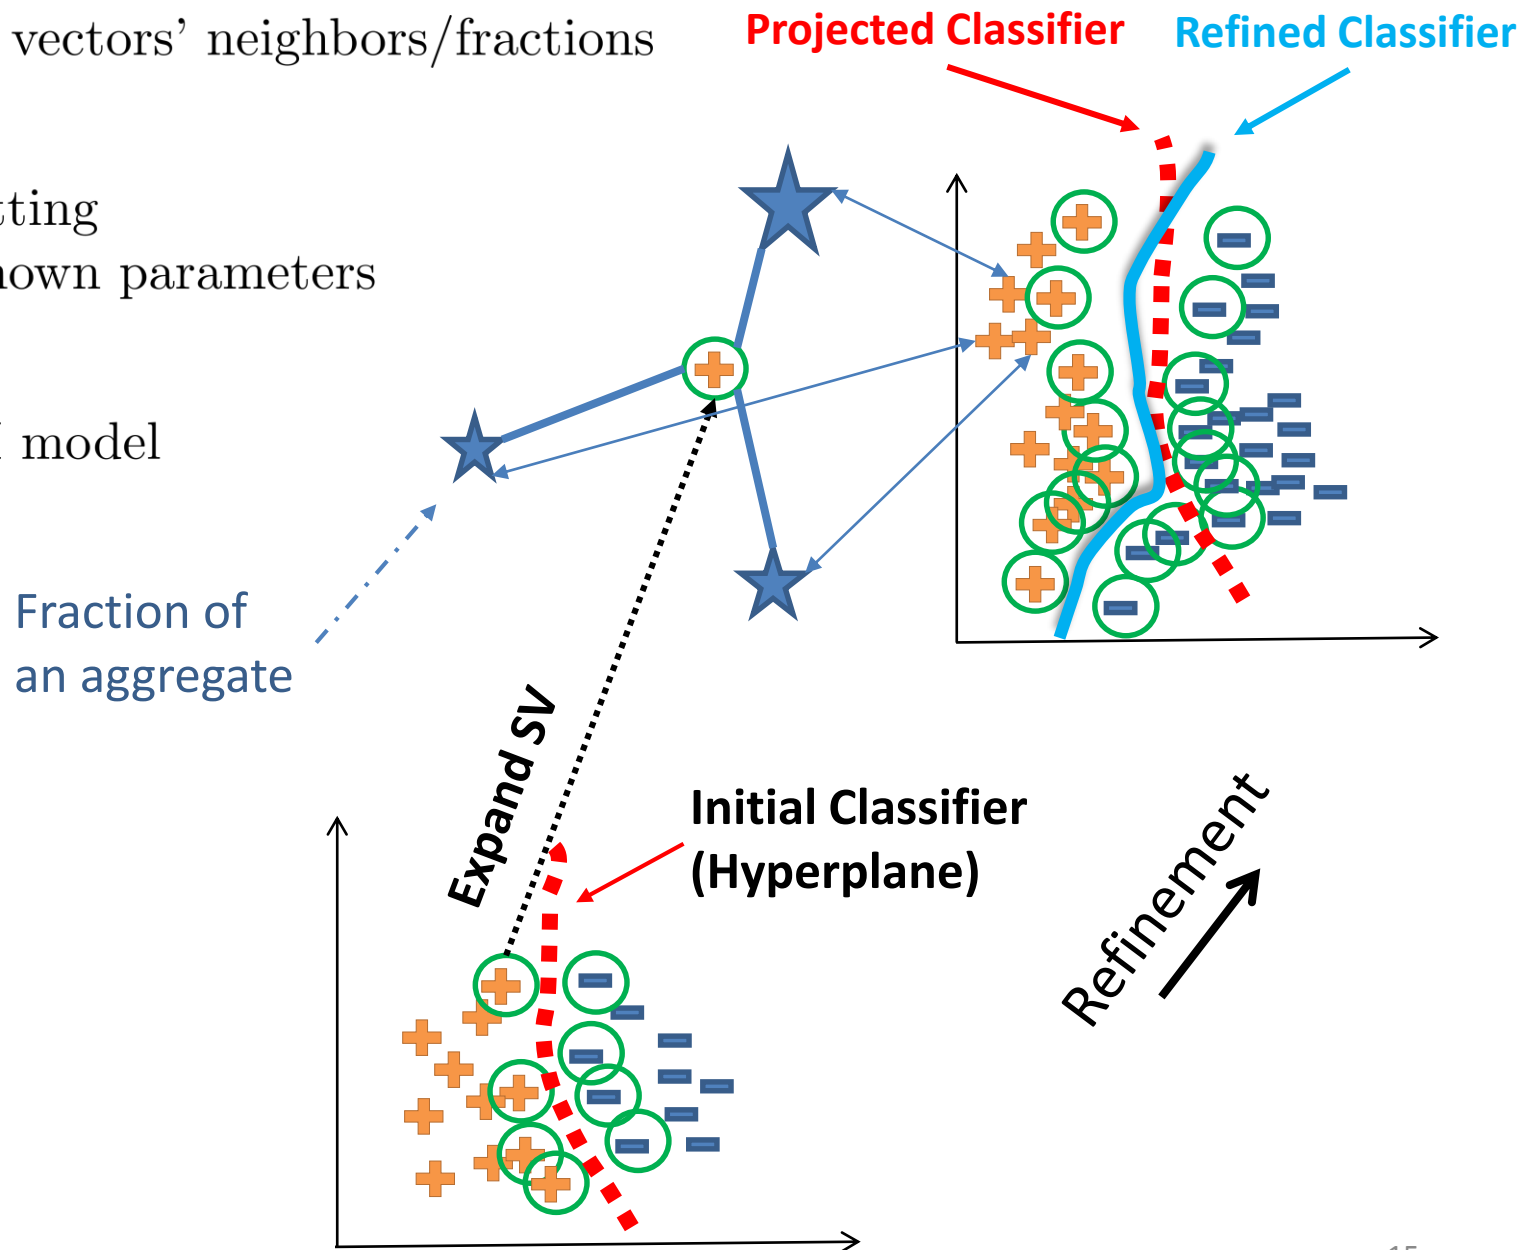 vectors’ neighbors/fractions
Projected Classifier
Refined Classifier
tting
nown parameters
model
Fraction of
an aggregate
Expand SV
Initial Classifier
(Hyperplane)
Refinement